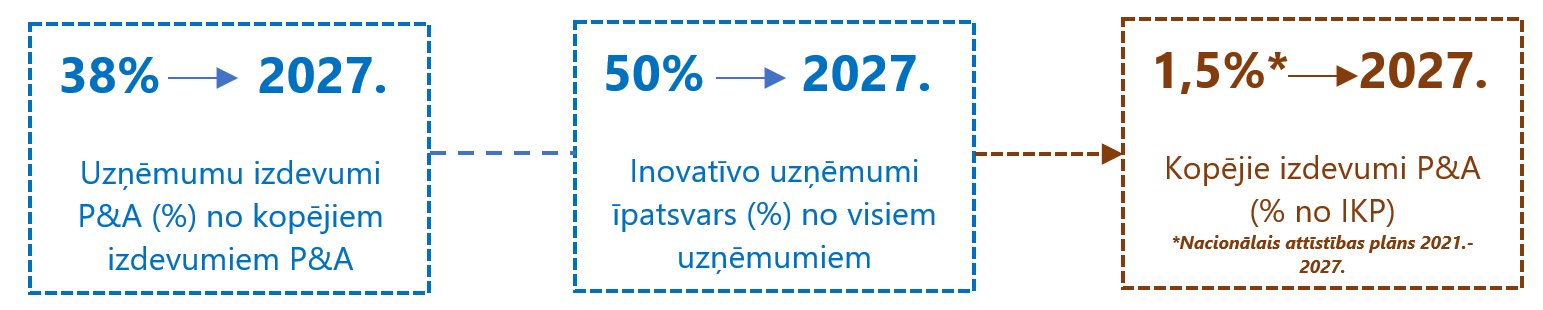 38% 2027.
Uzņēmumu izdevumi
P&A (%) no kopējiem
izdevumiem P&A
50% 2027.
Inovatīvo uzņēmumi
īpatsvars (%) no visiem
uzņēmumiem
1,5%* 2027.
Kopējie izdevumi P&A
(% no IKP)
*Nacionālais attīstības plāns 2021.-
2027.